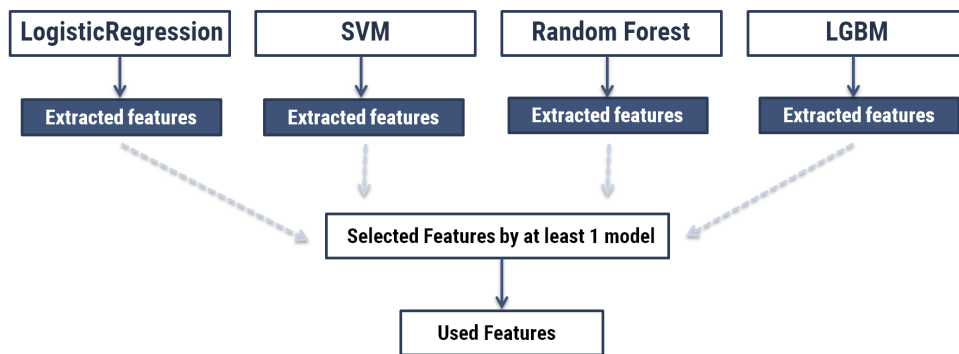 LogisticRegression
SVM
Random Forest
LGBM
Extracted features
Extracted features
Extracted features
Extracted features
Selected Features by at least 1 model
Used Features